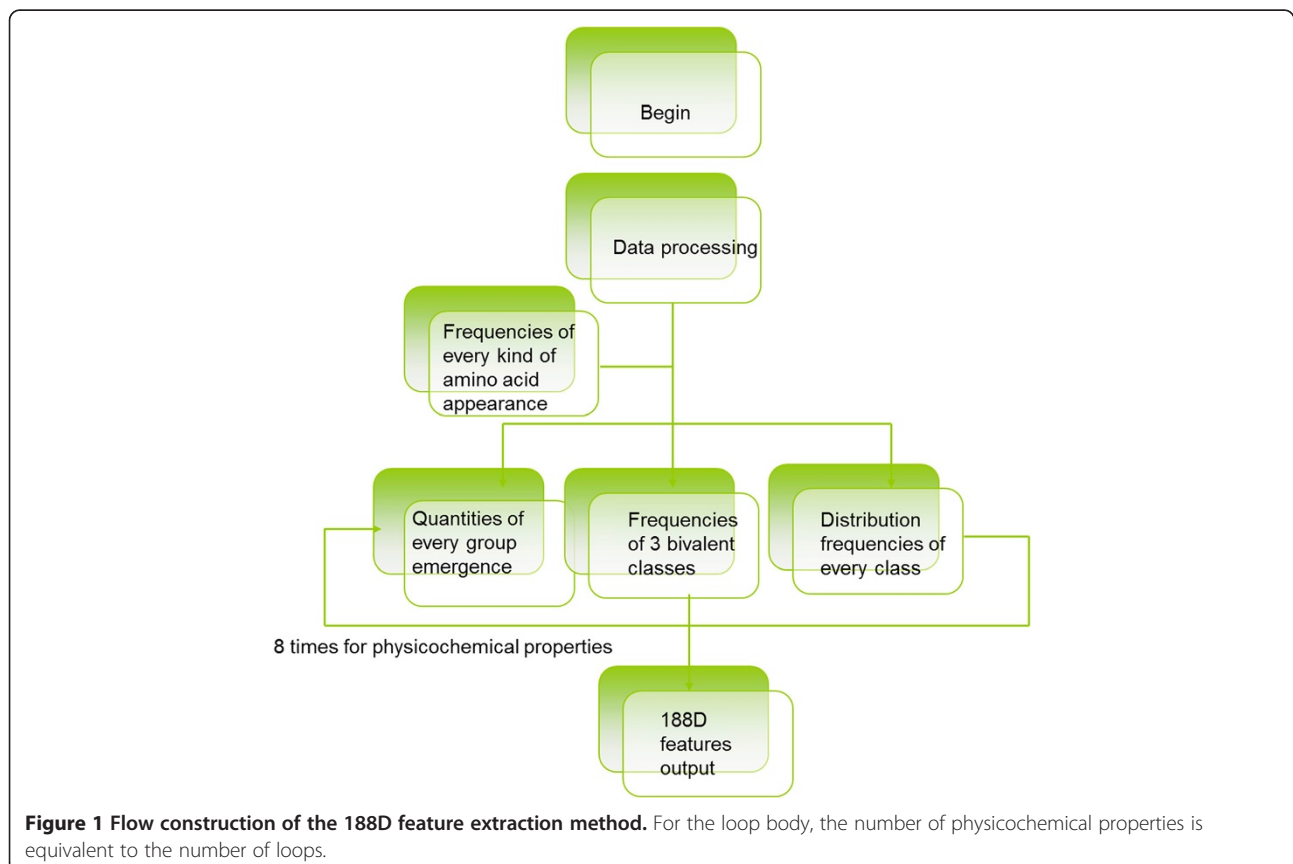 Begin
Data processing
Frequencies of
every kind of
amino acid
appearance
Quantities of
every group
emergence
Frequencies
of 3 bivalent
classes
Distribution
frequencies of
every class
8 times for physicochemical properties
188D
features
output
Figure 1 Flow construction of the 188D feature extraction method. For the loop body, the number of physicochemical properties is
equivalent to the number of loops.